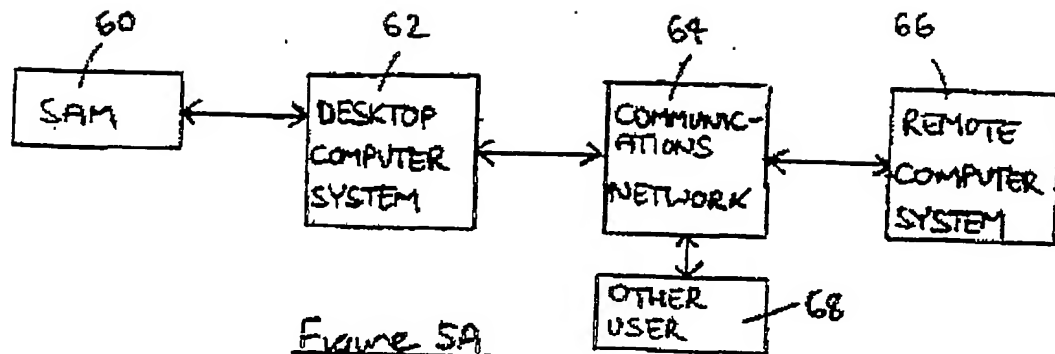 60
62
64
66
SAM
DESKTOP
COMPUTER
SYSTEM
COMMUNIC-
ATIONS
NETWORK
REMOTE
COMPUTER
SYSTEM
OTHER
USER
68
Figure 5A